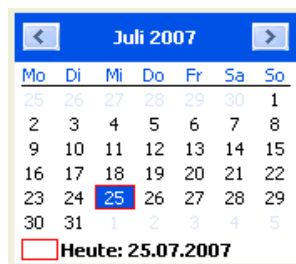 Juli 2007
Mo Di Mi Do Fr Sa So
25 26 27 28 29 30 1
2 3 4 5 6 7 8
9 10 11 12 13 14 15
16 17 18 19 20 21 22
23 24 25 26 27 28 29
30 31 1 2 3 4 5
Heute: 25.07.2007